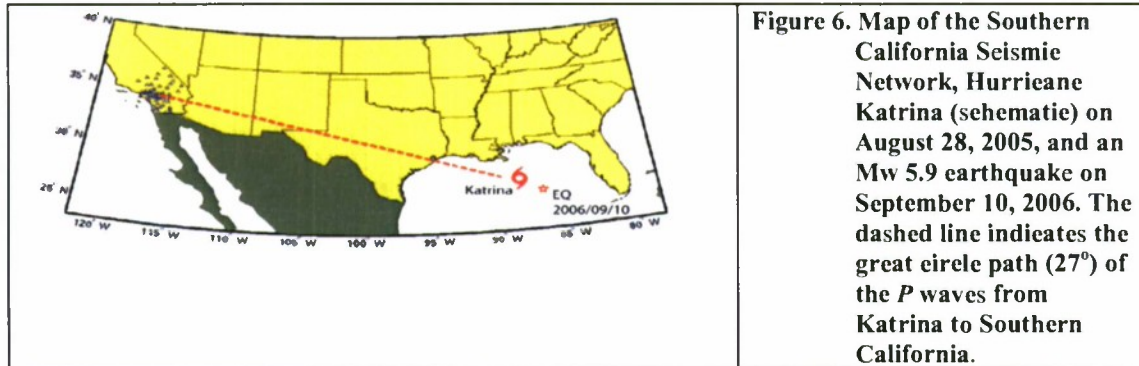 40° N
35° N
30° N
25° N
120° W
115° W
110° W
105° W
100° W
95° W
85° W
80° W
Katrina
EQ
2006/09/10
Figure 6. Map of the Southern
California Seismie
Network, Hurrieane
Katrina (sehematie) on
August 28, 2005, and an
Mw 5.9 earthquake on
September 10, 2006. The
dashed line indicates the
great eirele path (27°) of
the P waves from
Katrina to Southern
California.